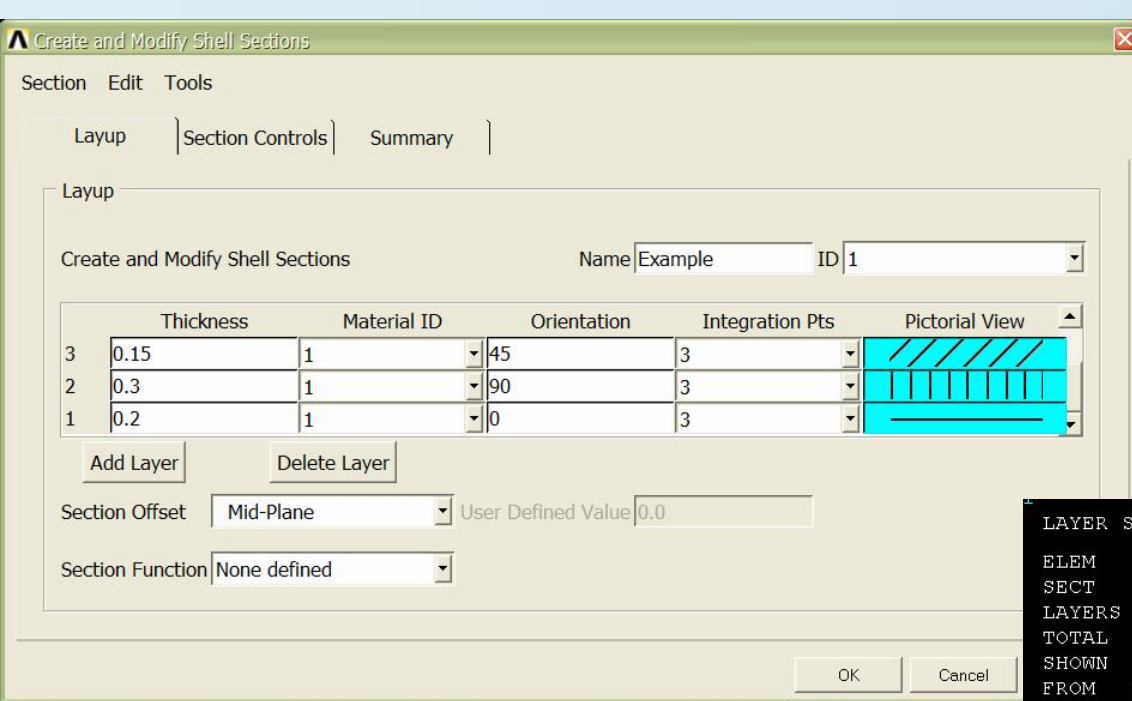 Create and Modify Shell Sections
Section Edit Tools
Layup Section Controls Summary
Layup
Create and Modify Shell Sections Name Example ID 1
Thickness Material ID Orientation Integration Pts Pictorial View
3 0.15 1 45 3
2 0.3 1 90 3
1 0.2 1 0 3
Add Layer Delete Layer
Section Offset Mid-Plane User Defined Value 0.0
Section Function None defined
OK Cancel
1
LAYER S
ELEM
SECT
LAYERS
TOTAL
SHOWN
FROM